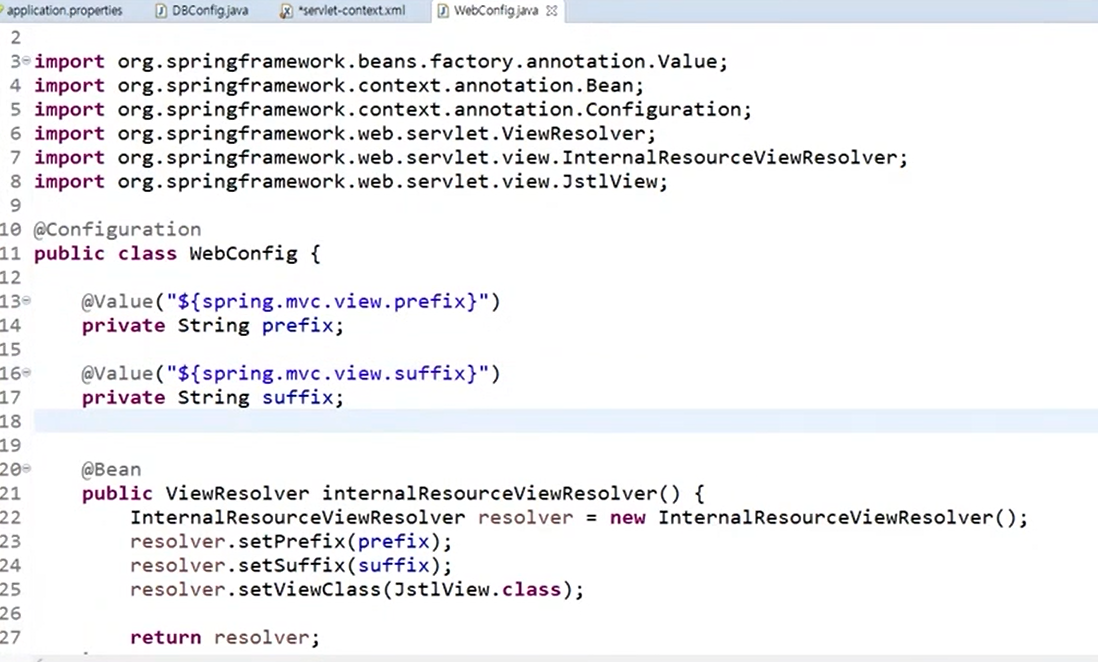 application.properties DBConfig.java *servlet-context.xml WebConfig.java
2
3 import org.springframework.beans.factory.annotation.Value;
4 import org.springframework.context.annotation.Bean;
5 import org.springframework.context.annotation.Configuration;
6 import org.springframework.web.servlet.ViewResolver;
7 import org.springframework.web.servlet.view.InternalResourceViewResolver;
8 import org.springframework.web.servlet.view.JstlView;
9
10 @Configuration
11 public class WebConfig {
12
13 @Value("${spring.mvc.view.prefix}")
14 private String prefix;
15
16 @Value("${spring.mvc.view.suffix}")
17 private String suffix;
18
19
20 @Bean
21 public ViewResolver internalResourceViewResolver() {
22 InternalResourceViewResolver resolver = new InternalResourceViewResolver();
23 resolver.setPrefix(prefix);
24 resolver.setSuffix(suffix);
25 resolver.setViewClass(JstlView.class);
26
27 return resolver;